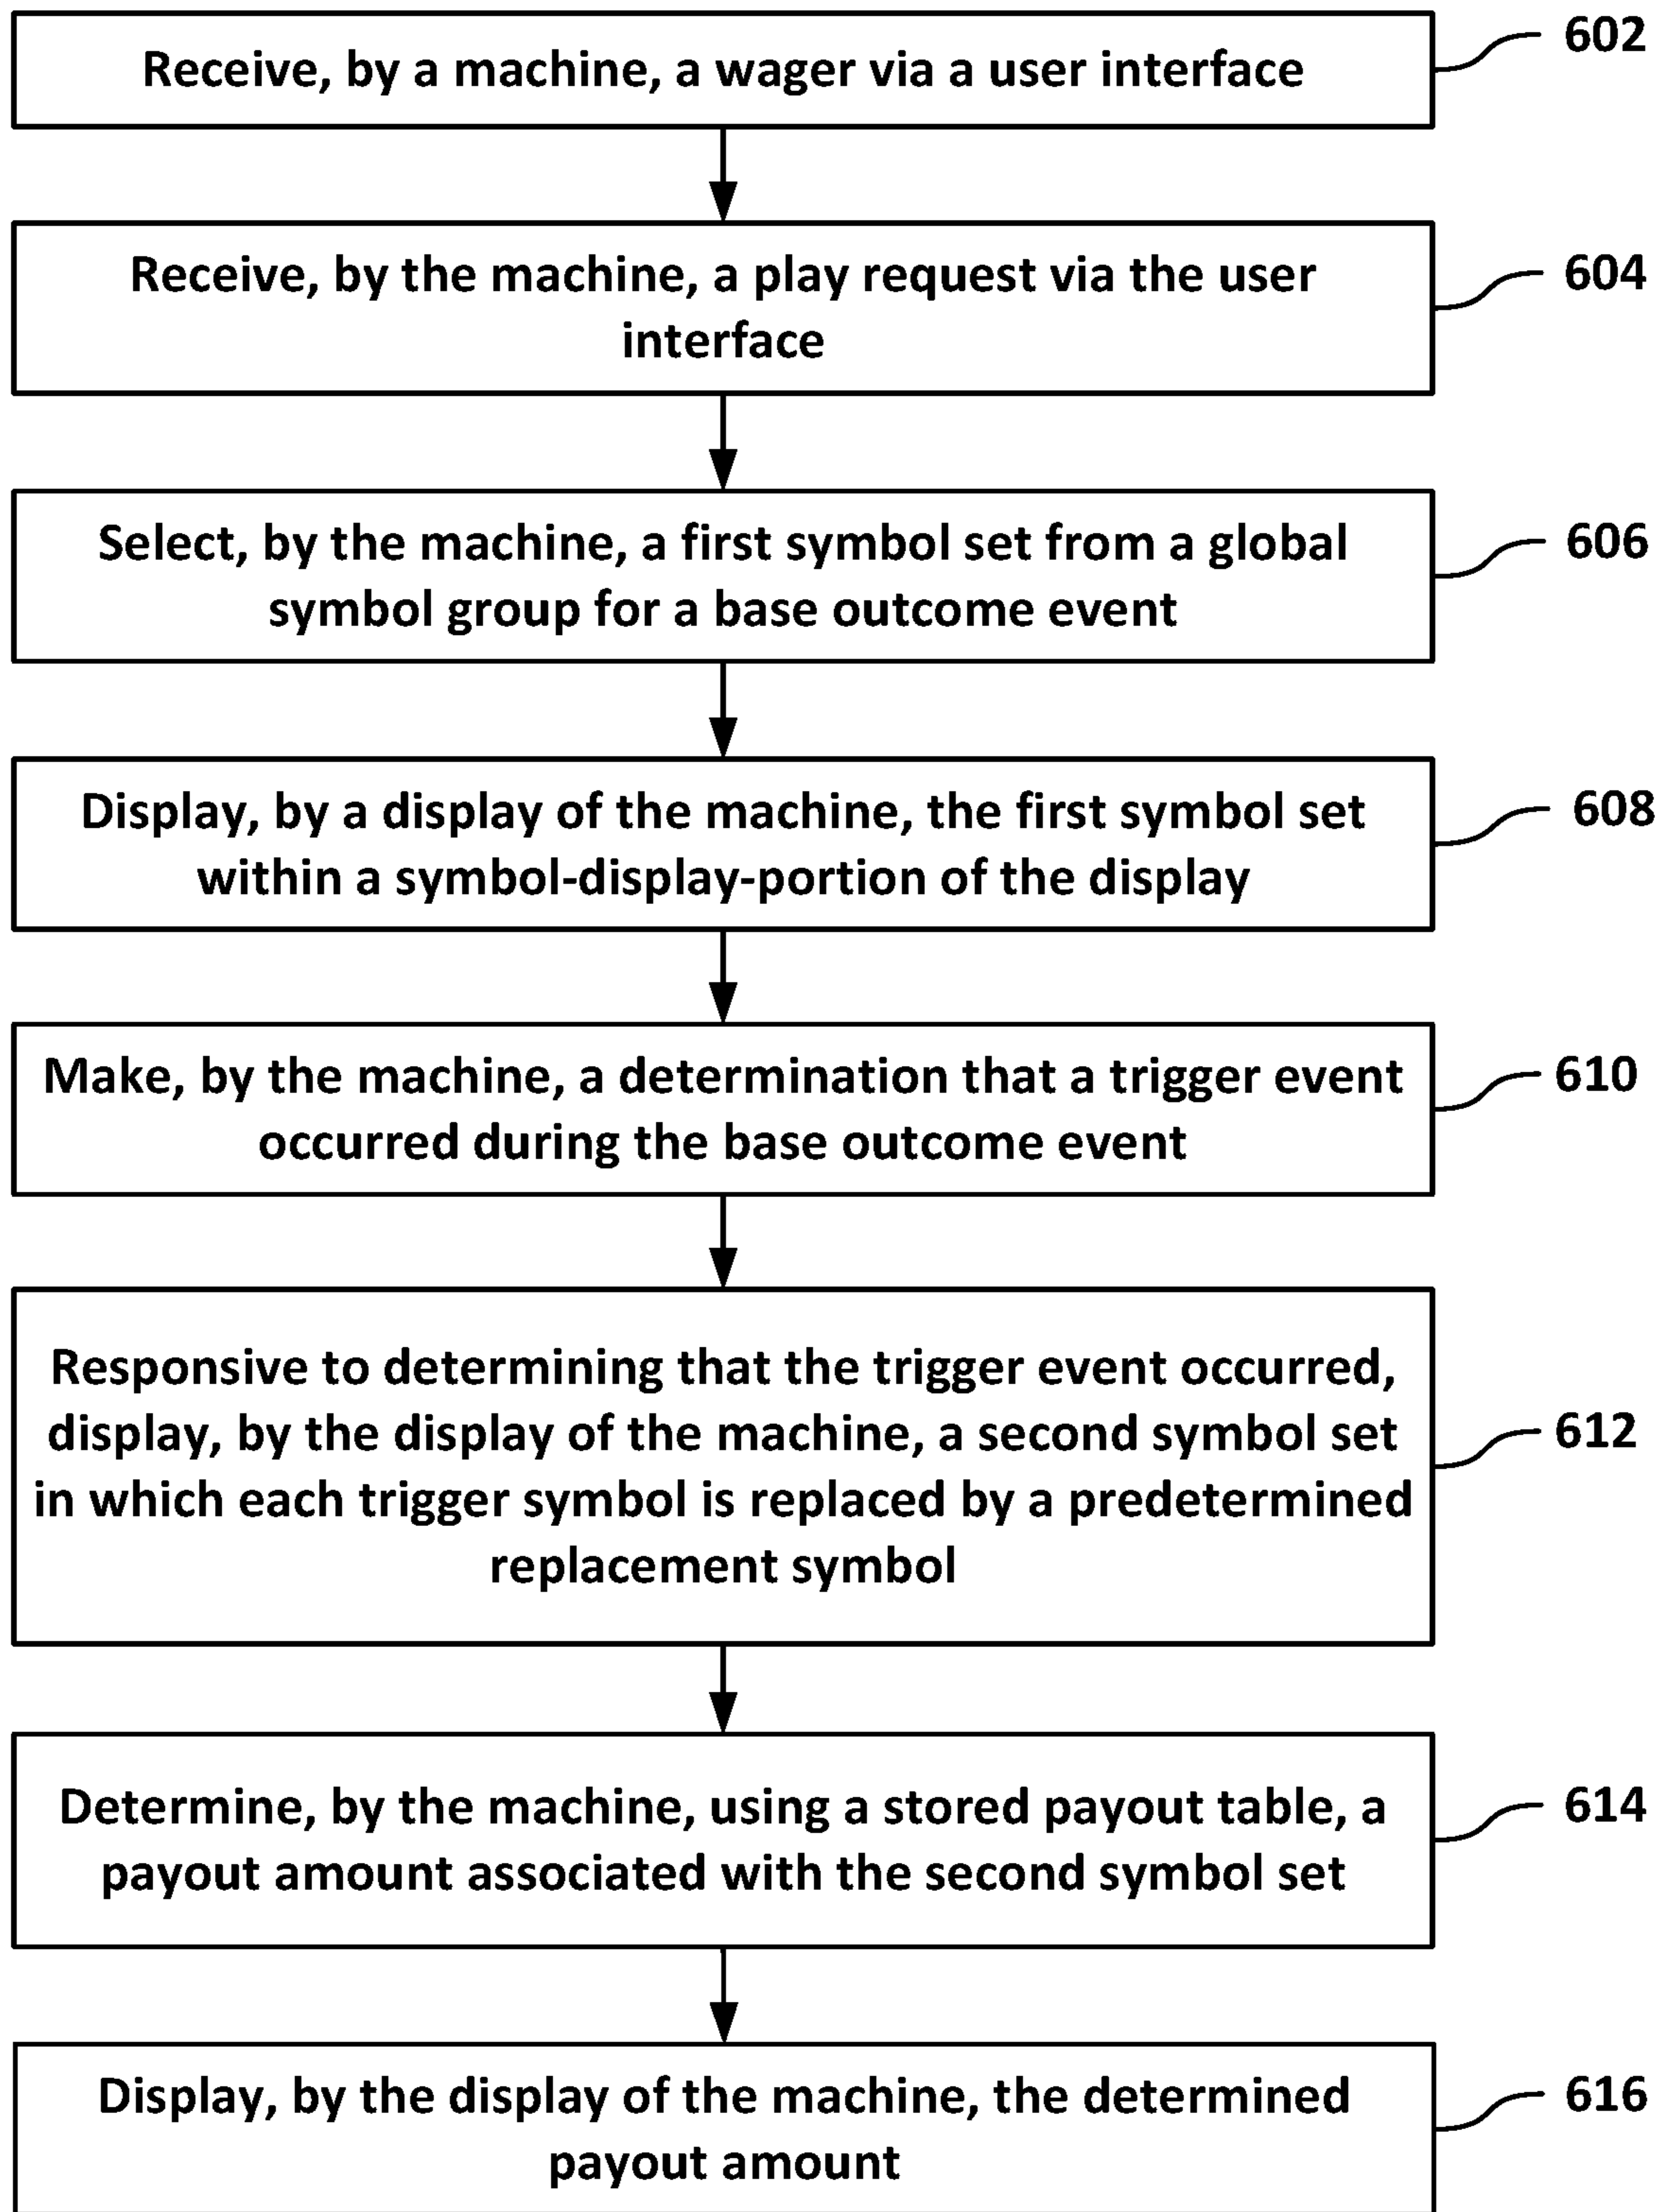 Receive, by a machine, a wager via a user interface
602
Receive, by the machine, a play request via the user
interface
604
Select, by the machine, a first symbol set from a global
symbol group for a base outcome event
606
Display, by a display of the machine, the first symbol set
within a symbol-display-portion of the display
608
Make, by the machine, a determination that a trigger event
occurred during the base outcome event
610
Responsive to determining that the trigger event occurred,
display, by the display of the machine, a second symbol set
in which each trigger symbol is replaced by a predetermined
replacement symbol
612
Determine, by the machine, using a stored payout table, a
payout amount associated with the second symbol set
614
Display, by the display of the machine, the determined
payout amount
616